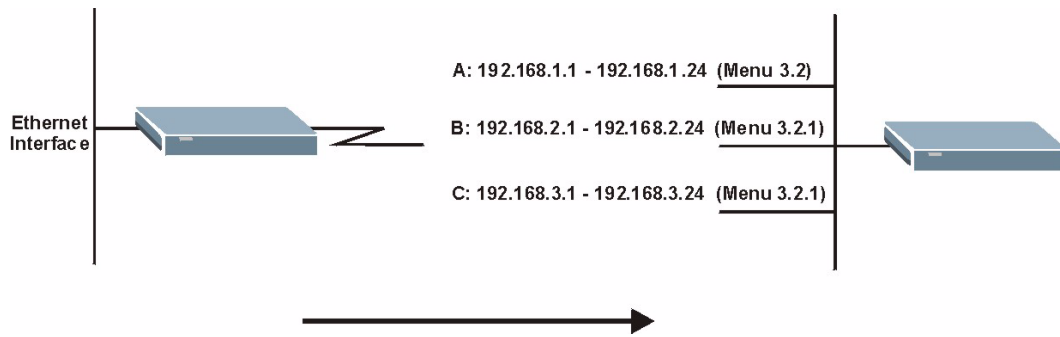 A: 192.168.1.1 - 192.168.1.24 (Menu 3.2)
Ethernet
Interface
B: 192.168.2.1 - 192.168.2.24 (Menu 3.2.1)
C: 192.168.3.1 - 192.168.3.24 (Menu 3.2.1)